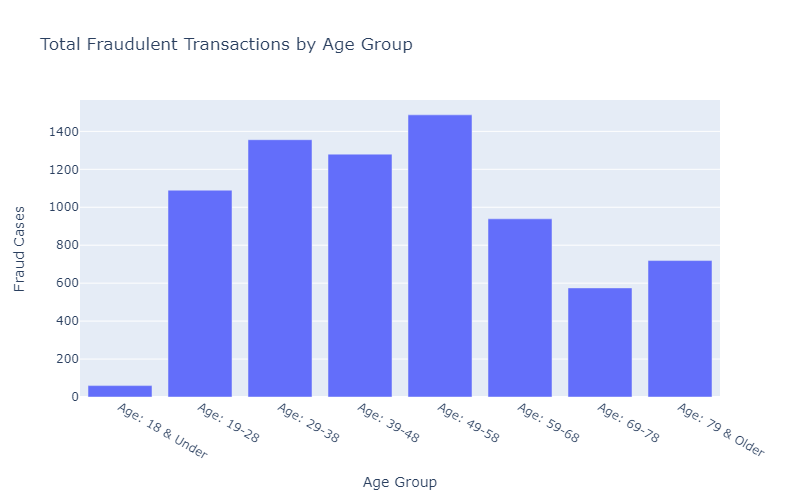 Total Fraudulent Transactions by Age Group
Fraud Cases
1400
1200
1000
800
600
400
200
0
Age: 18 & Under
Age: 19-28
Age: 29-38
Age: 39-48
Age: 49-58
Age: 59-68
Age: 69-78
Age: 79 & Older
Age Group